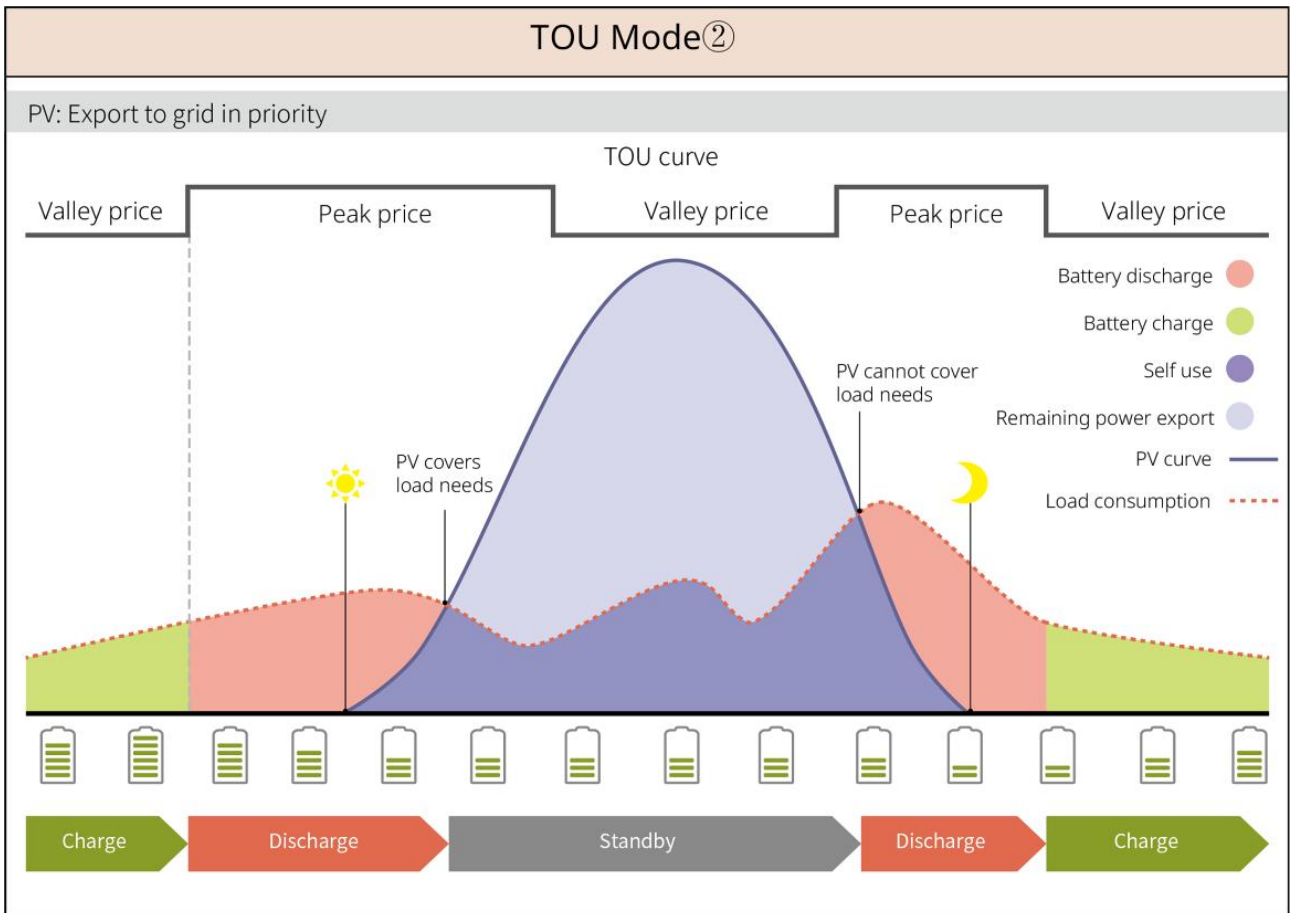 TOU Mode②
PV: Export to grid in priority
TOU curve
Valley price
Peak price
Valley price
Peak price
Valley price
Battery discharge
Battery charge
Self use
Remaining power export
PV curve
Load consumption
PV cannot cover
load needs
PV covers
load needs
Charge
Discharge
Standby
Discharge
Charge